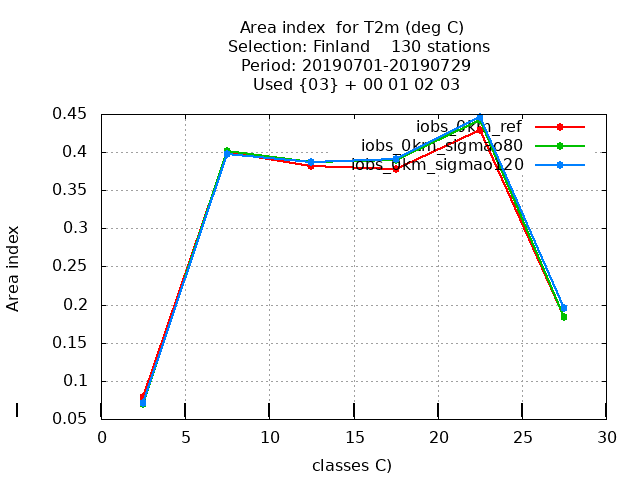 Area index  for T2m (deg C)
Selection: Finland    130 stations
Period: 20190701-20190729
Used {03} + 00 01 02 03
0.45
0.4
0.35
0.3
0.25
0.2
0.15
0.1
0.05
iobs_0km_ref
iobs_0km_sigmao80
iobs_0km_sigmao120
Area index
0 5 10 15 20 25 30
classes C)